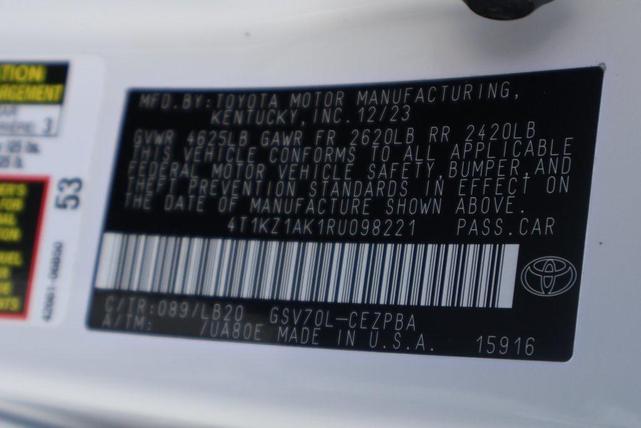 MFD.BY:TOYOTA MOTOR MANUFACTURING,
KENTUCKY,INC.12/23
GVWR 4625LB GAWR FR 2620LB RR 2420LB
THIS VEHICLE CONFORMS TO ALL APPLICABLE
FEDERAL MOTOR VEHICLE SAFETY,BUMPER,AND
THEFT PREVENTION STANDARDS IN EFFECT ON
THE DATE OF MANUFACTURE SHOWN ABOVE.
4T1KZ1AK1RU098221 PASS.CAR
C/TR:089/LB20 GSV70L-CEZPBA
A/TM: /UA80E MADE IN U.S.A. 15916
53